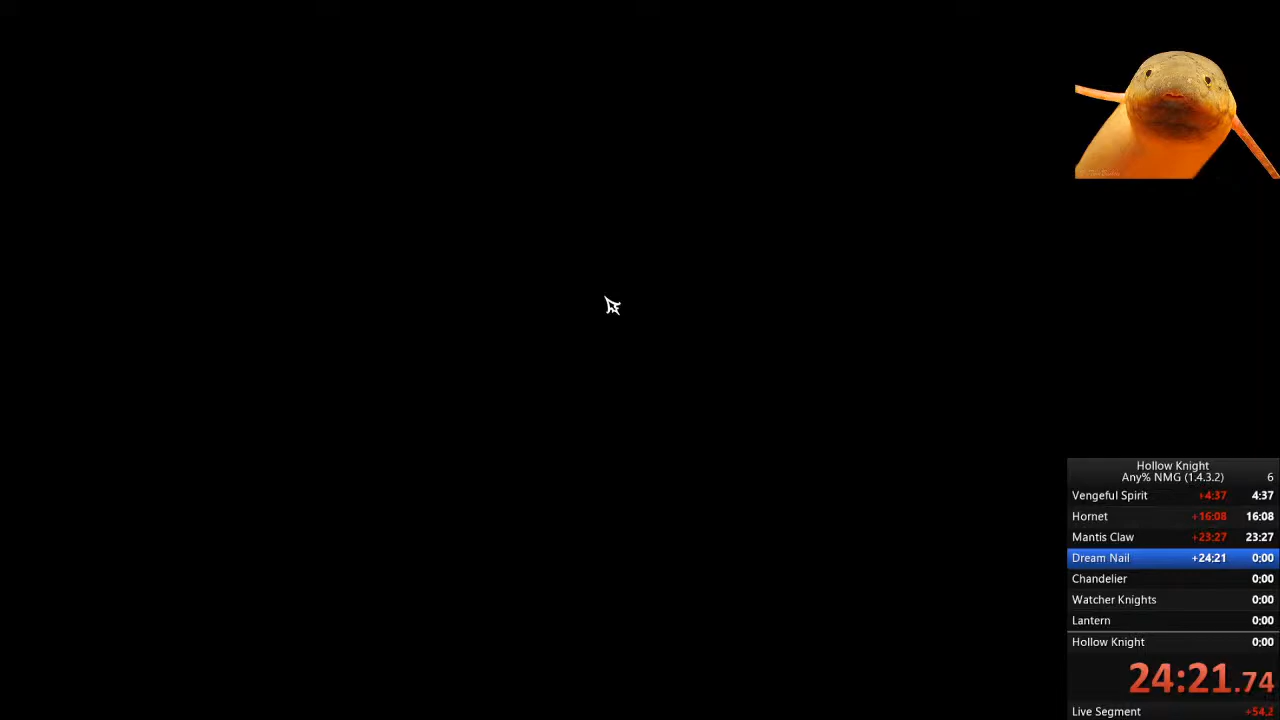 Hollow Knight
Any% NMG (1.4.3.2) 6
Vengeful Spirit +4:37 4:37
Hornet +16:08 16:08
Mantis Claw +23:27 23:27
Dream Nail +24:21 0:00
Chandelier 0:00
Watcher Knights 0:00
Lantern 0:00
Hollow Knight 0:00
24:21.74
Live Segment +54.2